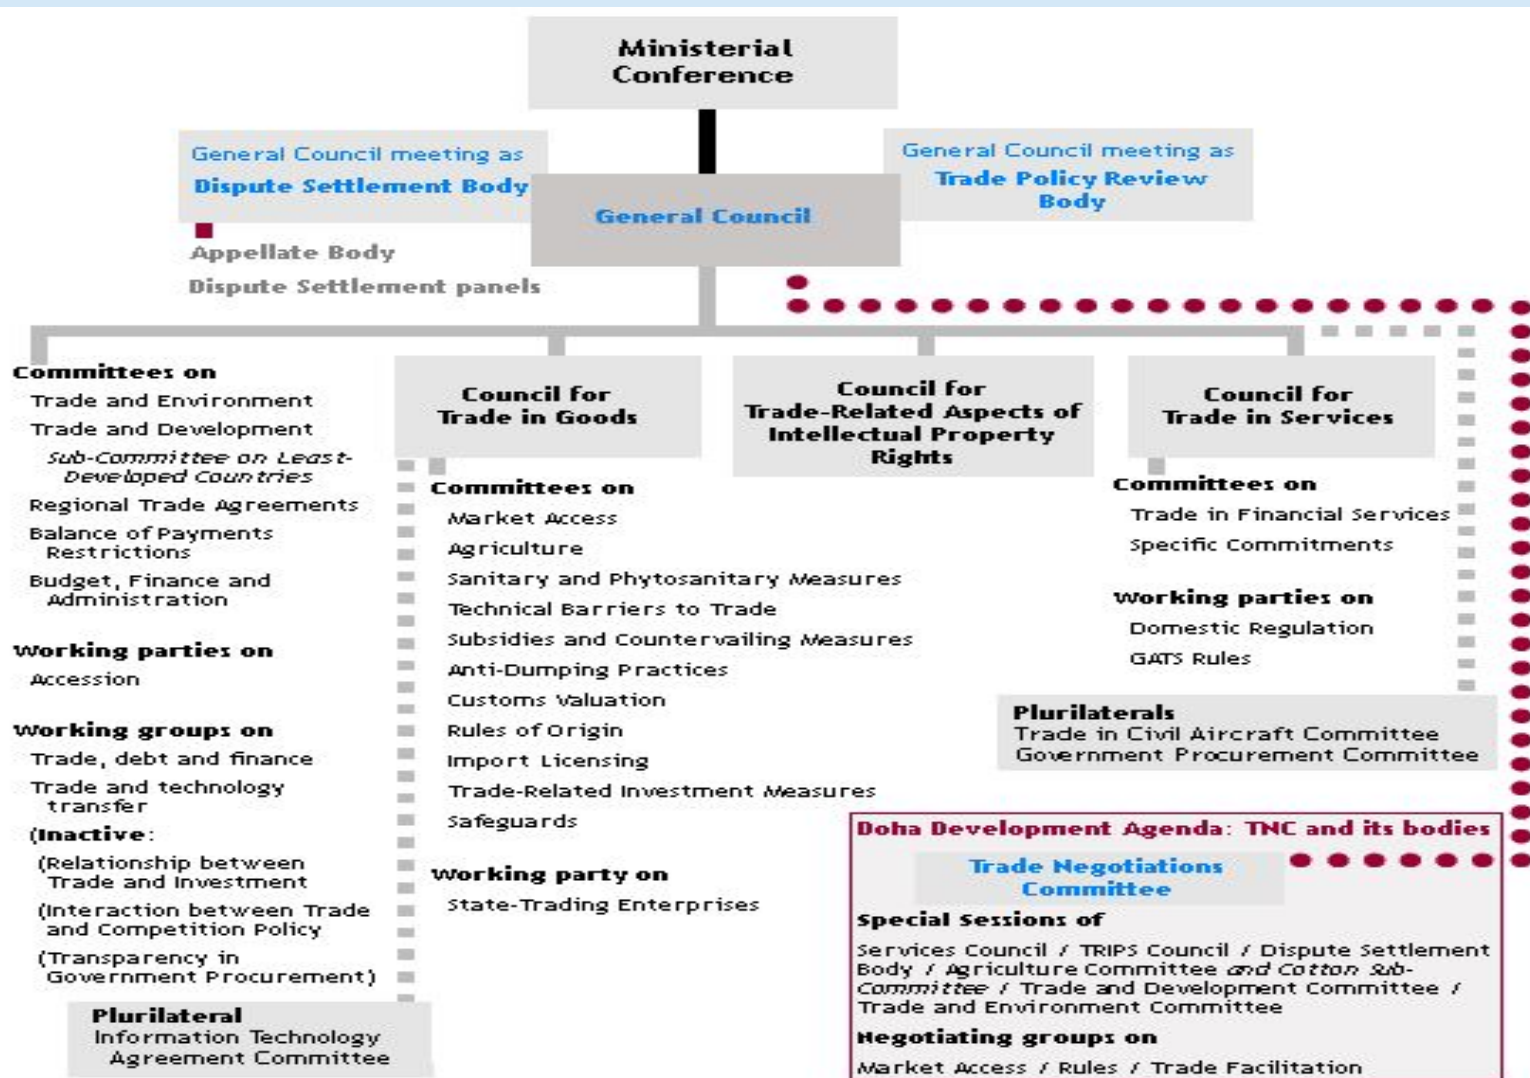 Ministerial
Conference
General Council meeting as
Dispute Settlement Body
General Council meeting as
Trade Policy Review
Body
General Council
Appellate Body
Dispute Settlement panels
Committees on
Trade and Environment
Trade and Development
Sub-Committee on Least-
Developed Countries
Regional Trade Agreements
Balance of Payments
Restrictions
Budget, Finance and
Administration
Working parties on
Accession
Working groups on
Trade, debt and finance
Trade and technology
transfer
(Inactive:
(Relationship between
Trade and Investment
(Interaction between Trade
and Competition Policy
(Transparency in
Government Procurement)
Plurilateral
Information Technology
Agreement Committee
Council for
Trade in Goods
Committees on
Market Access
Agriculture
Sanitary and Phytosanitary Measures
Technical Barriers to Trade
Subsidies and Countervailing Measures
Anti-Dumping Practices
Customs Valuation
Rules of Origin
Import Licensing
Trade-Related Investment Measures
Safeguards
Working party on
State-Trading Enterprises
Council for
Trade-Related Aspects of
Intellectual Property
Rights
Council for
Trade in Services
Committees on
Trade in Financial Services
Specific Commitments
Working parties on
Domestic Regulation
GATS Rules
Plurilaterals
Trade in Civil Aircraft Committee
Government Procurement Committee
Doha Development Agenda: TNC and its bodies
Trade Negotiations
Committee
Special Sessions of
Services Council / TRIPS Council / Dispute Settlement
Body / Agriculture Committee and Cotton Sub-
Committee / Trade and Development Committee /
Trade and Environment Committee
Negotiating groups on
Market Access / Rules / Trade Facilitation